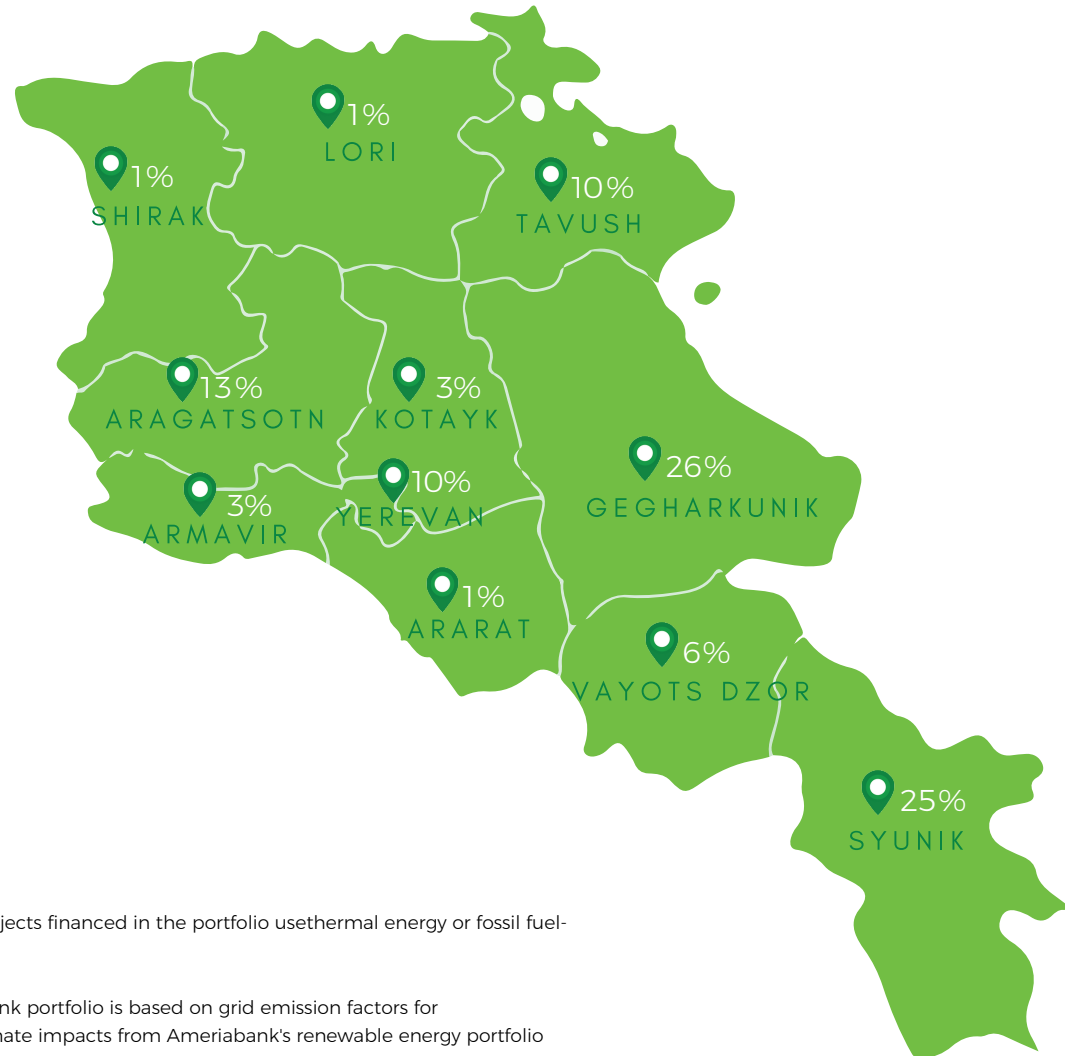 1%
LORI
1%
SHIRAK
10%
TAVUSH
13%
ARAGATSOTN
3%
KOTAYK
26%
GEGHARKUNIK
10%
YEREVAN
3%
ARMAVIR
1%
ARARAT
6%
VAYOTS DZOR
25%
SYUNIK
jects financed in the portfolio usethermal energy or fossil fuel-
nk portfolio is based on grid emission factors for
nate impacts from Ameriabank's renewable energy portfolio